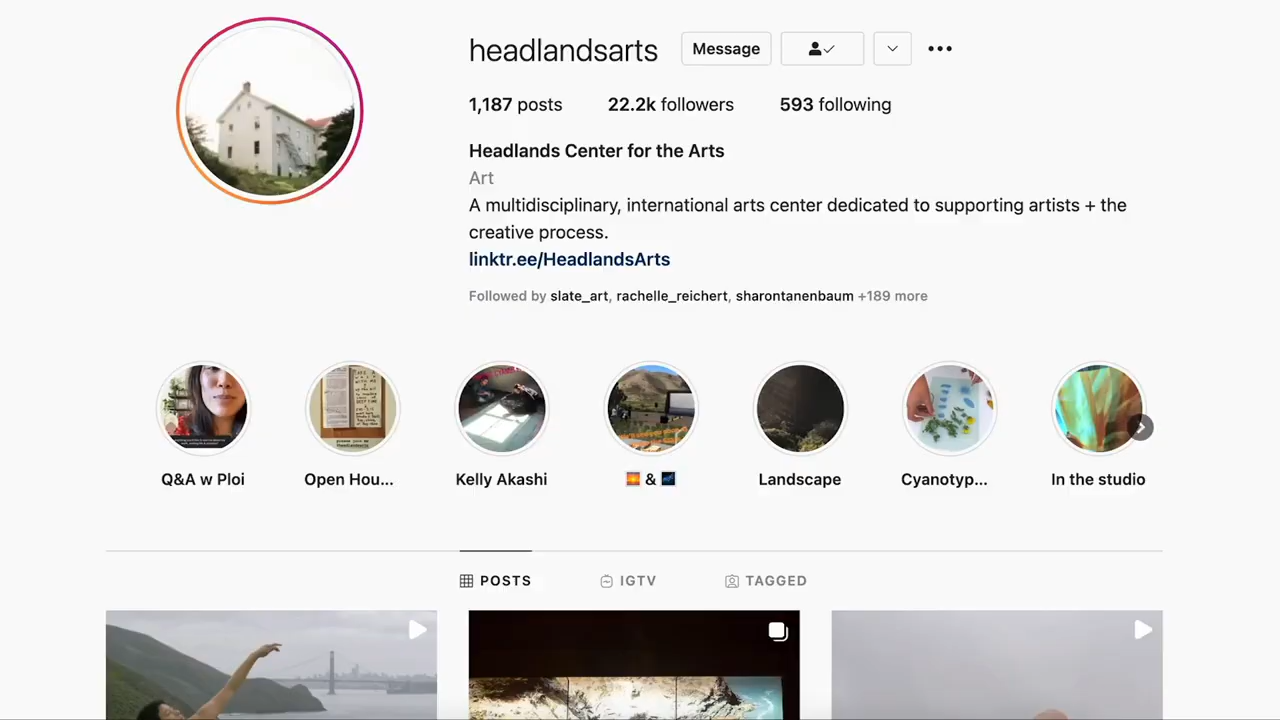 headlandsarts
Message
1,187 posts 22.2k followers 593 following
Headlands Center for the Arts
Art
A multidisciplinary, international arts center dedicated to supporting artists + the
creative process.
linktr.ee/HeadlandsArts
Followed by slate_art, rachelle_reichert, sharontanenbaum +189 more
Q&A w Ploi
Open Hou...
Kelly Akashi
🌅 & 🌌
Landscape
Cyanotyp...
In the studio
POSTS
IGTV
TAGGED